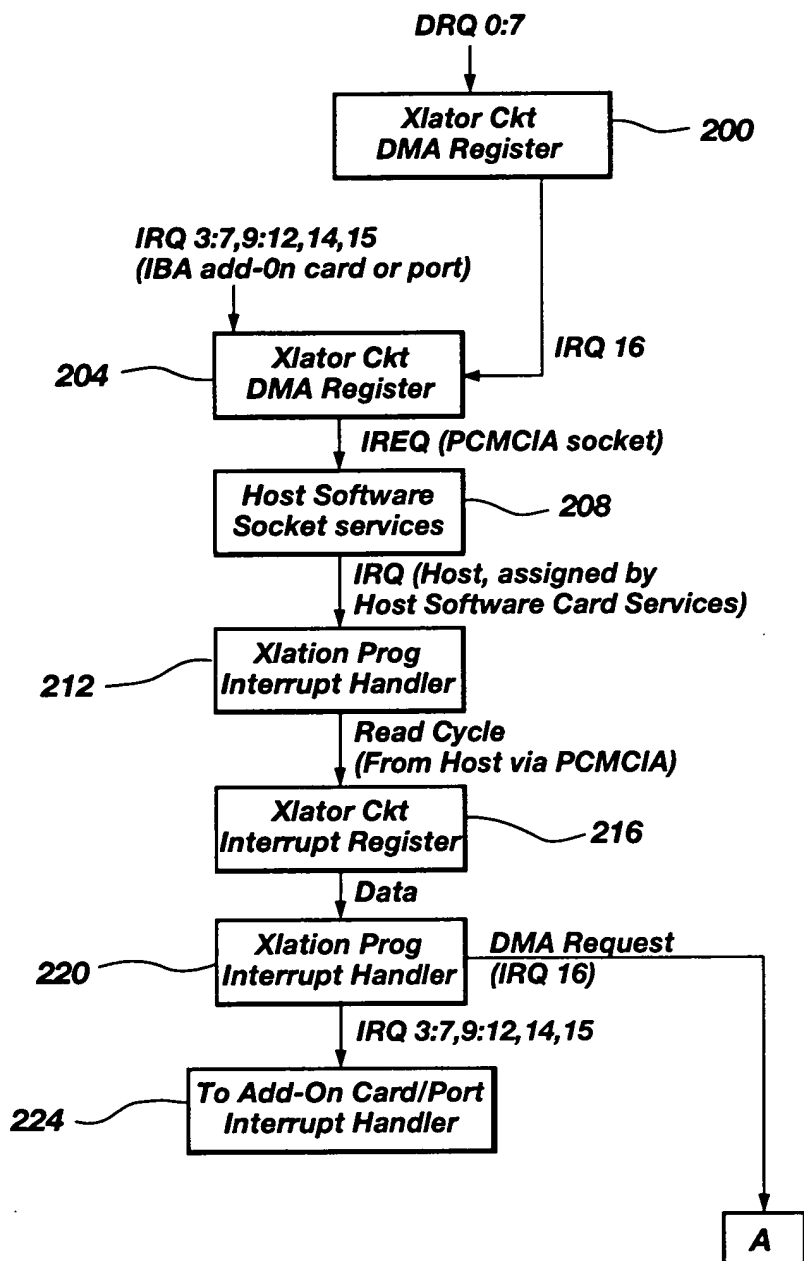 DRQ 0:7
Xlator Ckt
DMA Register
200
IRQ 3:7,9:12,14,15
(IBA add-0n card or port)
IRQ 16
Xlator Ckt
DMA Register
204
IREQ (PCMCIA socket)
Host Software
Socket services
208
IRQ (Host, assigned by
Host Software Card Services)
Xlation Prog
Interrupt Handler
212
Read Cycle
(From Host via PCMCIA)
Xlator Ckt
Interrupt Register
216
Data
Xlation Prog
Interrupt Handler
220
DMA Request
(IRQ 16)
IRQ 3:7,9:12,14,15
To Add-On Card/Port
Interrupt Handler
224
A